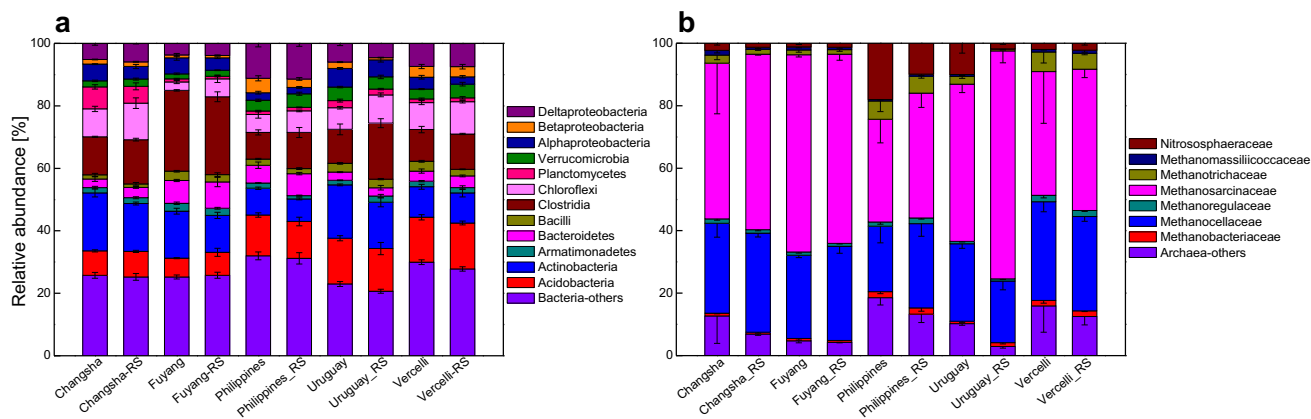 a
b
Relative abundance [%]
100
80
60
40
20
0
Changsha
Changsha-RS
Fuyang
Fuyang-RS
Philippines
Philippines_RS
Uruguay
Uruguay_RS
Vercelli
Vercelli-RS
Deltaproteobacteria
Betaproteobacteria
Alphaproteobacteria
Verrucomicrobia
Planctomycetes
Chloroflexi
Clostridia
Bacilli
Bacteroidetes
Armatimonadetes
Actinobacteria
Acidobacteria
Bacteria-others
100
80
60
40
20
0
Changsha
Changsha_RS
Fuyang
Fuyang_RS
Philippines
Philippines_RS
Uruguay
Uruguay_RS
Vercelli
Vercelli_RS
Nitrososphaeraceae
Methanomassiliicoccaceae
Methanotrichaceae
Methanosarcinaceae
Methanoregulaceae
Methanocellaceae
Methanobacteriaceae
Archaea-others